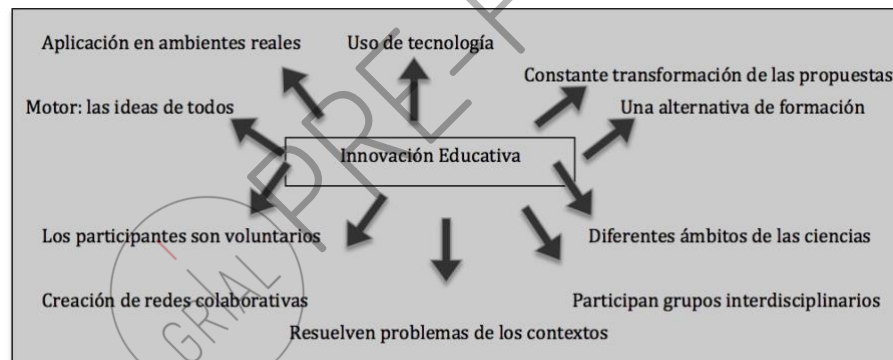 Aplicación en ambientes reales
Uso de tecnología
Constante transformación de las propuestas
Motor: las ideas de todos
Una alternativa de formación
Innovación Educativa
Los participantes son voluntarios
Diferentes ámbitos de las ciencias
Creación de redes colaborativas
Participan grupos interdisciplinarios
Resuelven problemas de los contextos
GRIAL
PRE-